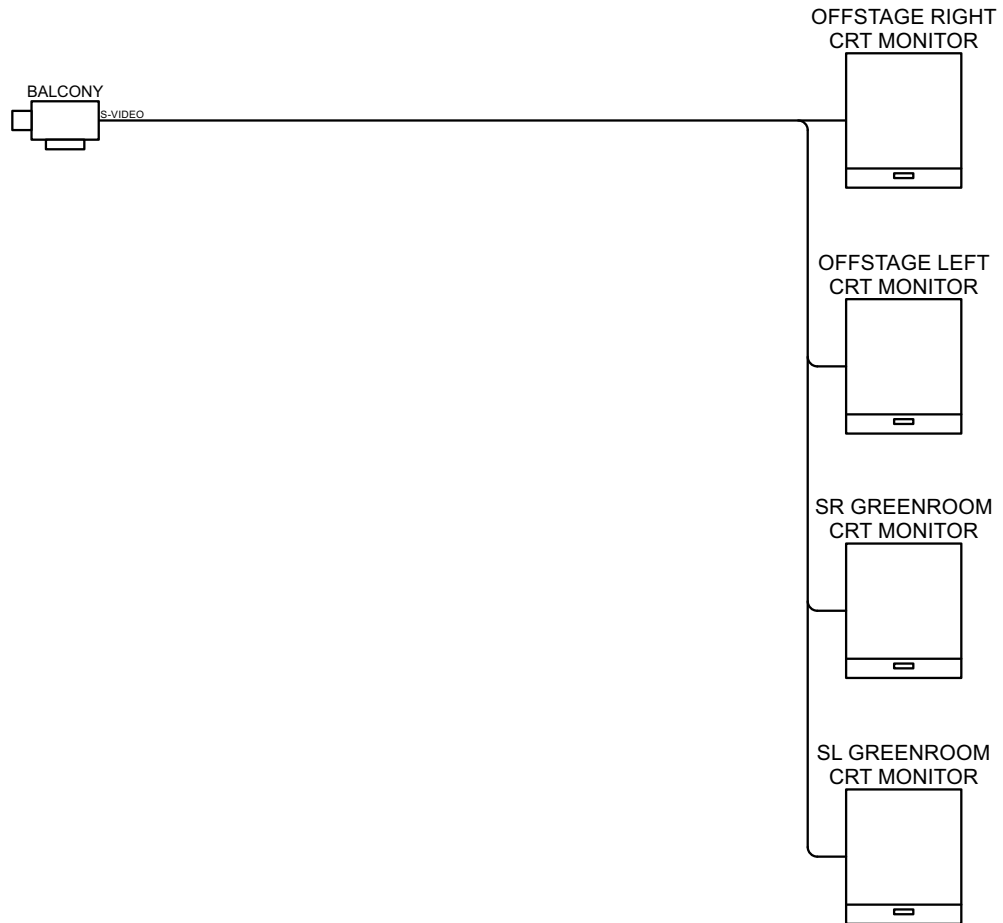 OFFSTAGE RIGHT
CRT MONITOR
BALCONY
S-VIDEO
OFFSTAGE LEFT
CRT MONITOR
SR GREENROOM
CRT MONITOR
SL GREENROOM
CRT MONITOR